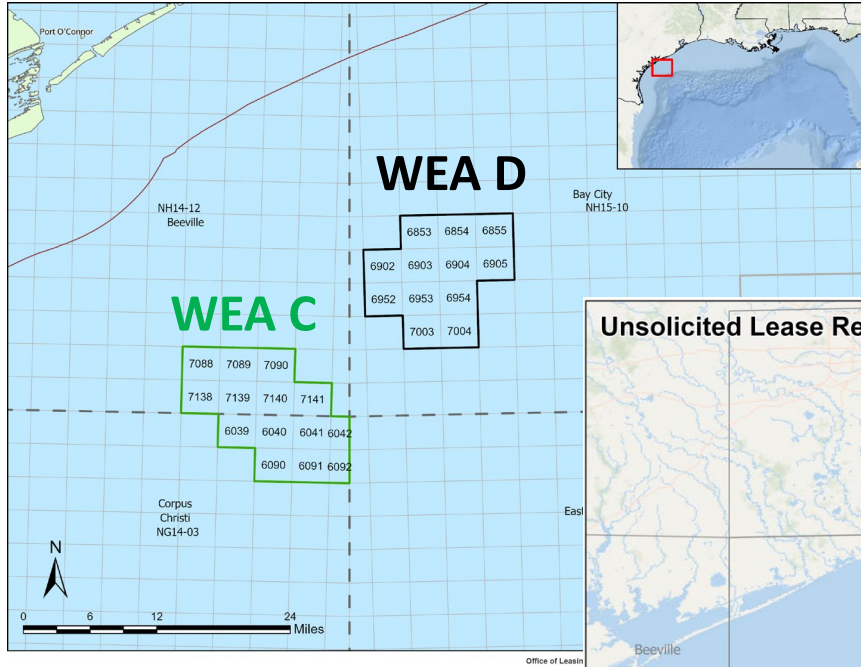 Port O'Connor
WEA D
Bay City
NH15-10
NH14-12
Beeville
6853 6854 6855
6902 6903 6904 6905
6952 6953 6954
7003 7004
WEA C
7088 7089 7090
7138 7139 7140 7141
6039 6040 6041 6042
6090 6091 6092
Unsolicited Lease Re
Corpus
Christi
NG14-03
East
N
0 6 12 24
Miles
Beeville
Office of Leasin